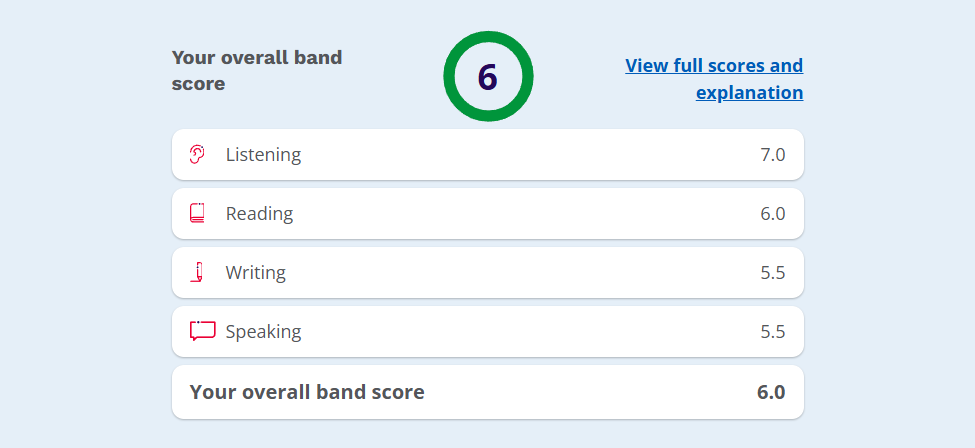 Your overall band
score
6
View full scores and
explanation
Listening 7.0
Reading 6.0
Writing 5.5
Speaking 5.5
Your overall band score 6.0